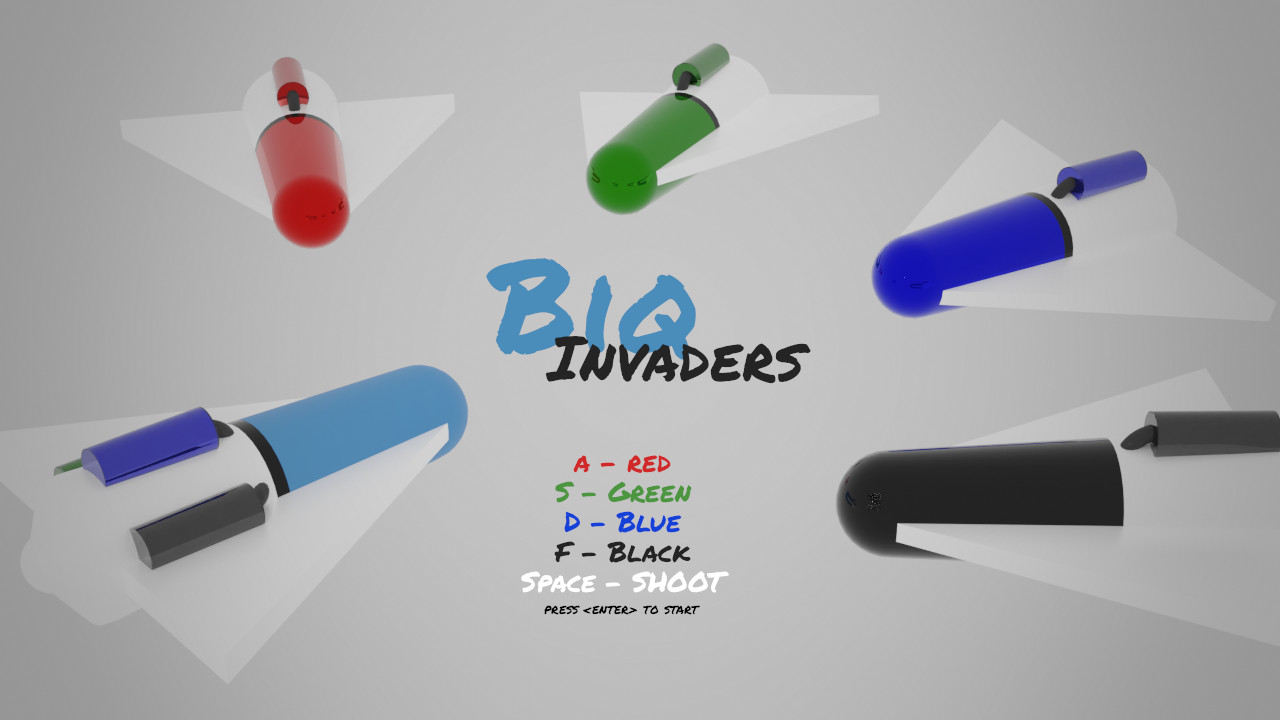 BIQ
INVADERS
A - RED
S - GREEN
D - BLUE
F - BLACK
SPACE - SHOOT
PRESS <ENTER> TO START